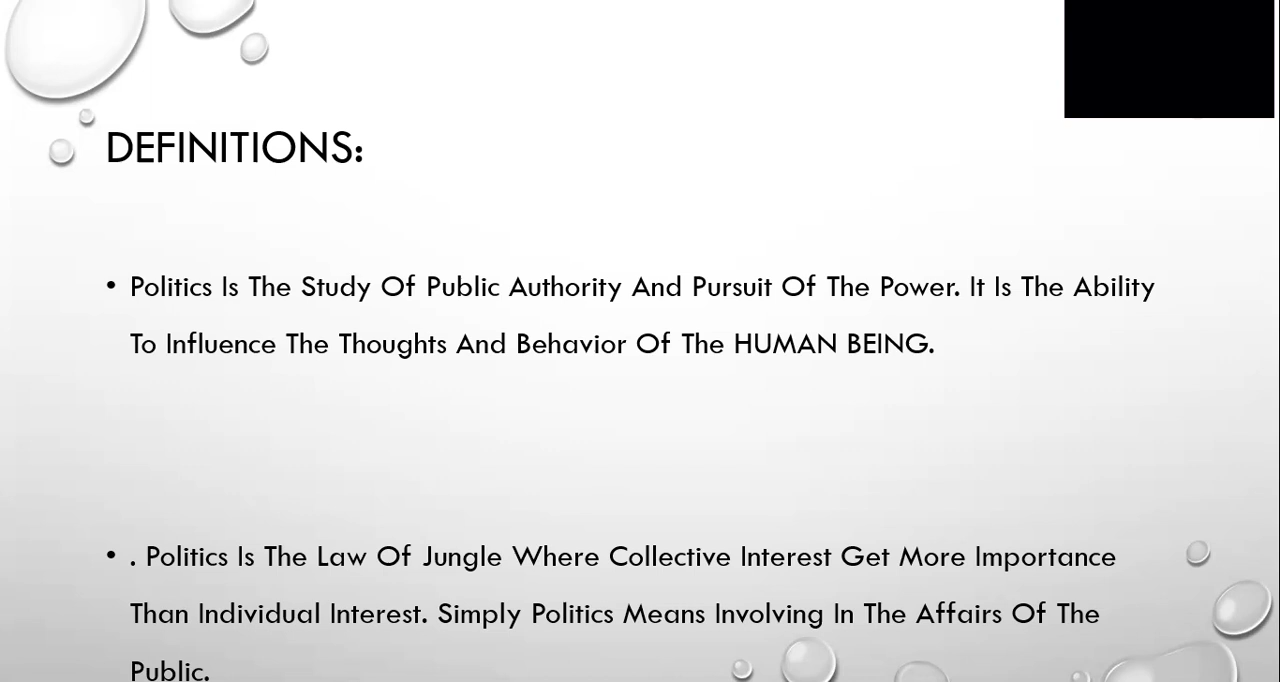 DEFINITIONS:
• Politics Is The Study Of Public Authority And Pursuit Of The Power. It Is The Ability
To Influence The Thoughts And Behavior Of The HUMAN BEING.
• . Politics Is The Law Of Jungle Where Collective Interest Get More Importance
Than Individual Interest. Simply Politics Means Involving In The Affairs Of The
Public.